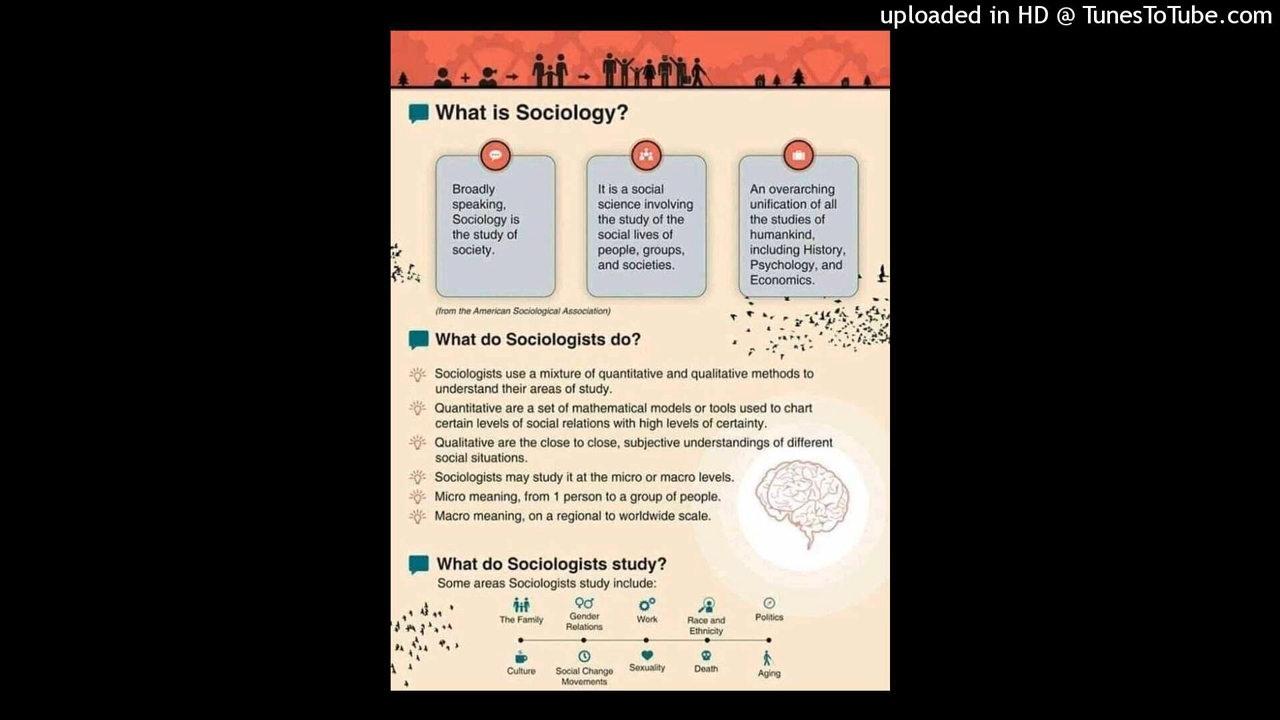 uploaded in HD @ TunesToTube.com
What is Sociology?
Broadly
speaking,
Sociology is
the study of
society.
It is a social
science involving
the study of the
social lives of
people, groups,
and societies.
An overarching
unification of all
the studies of
humankind,
including History,
Psychology, and
Economics.
(from the American Sociological Association)
What do Sociologists do?
Sociologists use a mixture of quantitative and qualitative methods to
understand their areas of study.
Quantitative are a set of mathematical models or tools used to chart
certain levels of social relations with high levels of certainty.
Qualitative are the close to close, subjective understandings of different
social situations.
Sociologists may study it at the micro or macro levels.
Micro meaning, from 1 person to a group of people.
Macro meaning, on a regional to worldwide scale.
What do Sociologists study?
Some areas Sociologists study include:
The Family
Gender
Relations
Work
Race and
Ethnicity
Politics
Culture
Social Change
Movements
Sexuality
Death
Aging